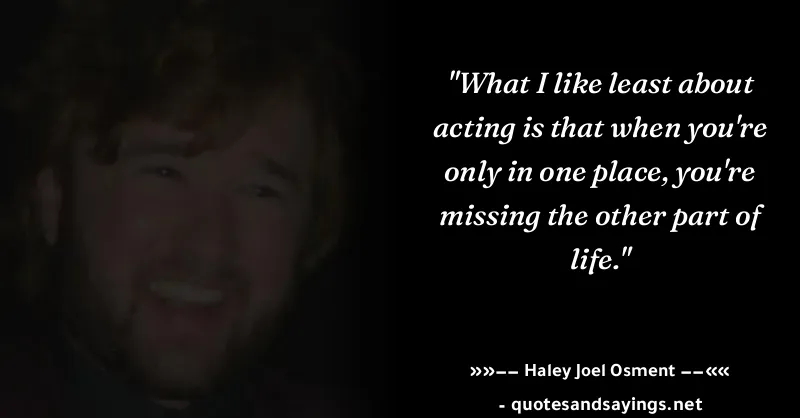 "What I like least about
acting is that when you're
only in one place, you're
missing the other part of
life."
»»−− Haley Joel Osment −−««
- quotesandsayings.net